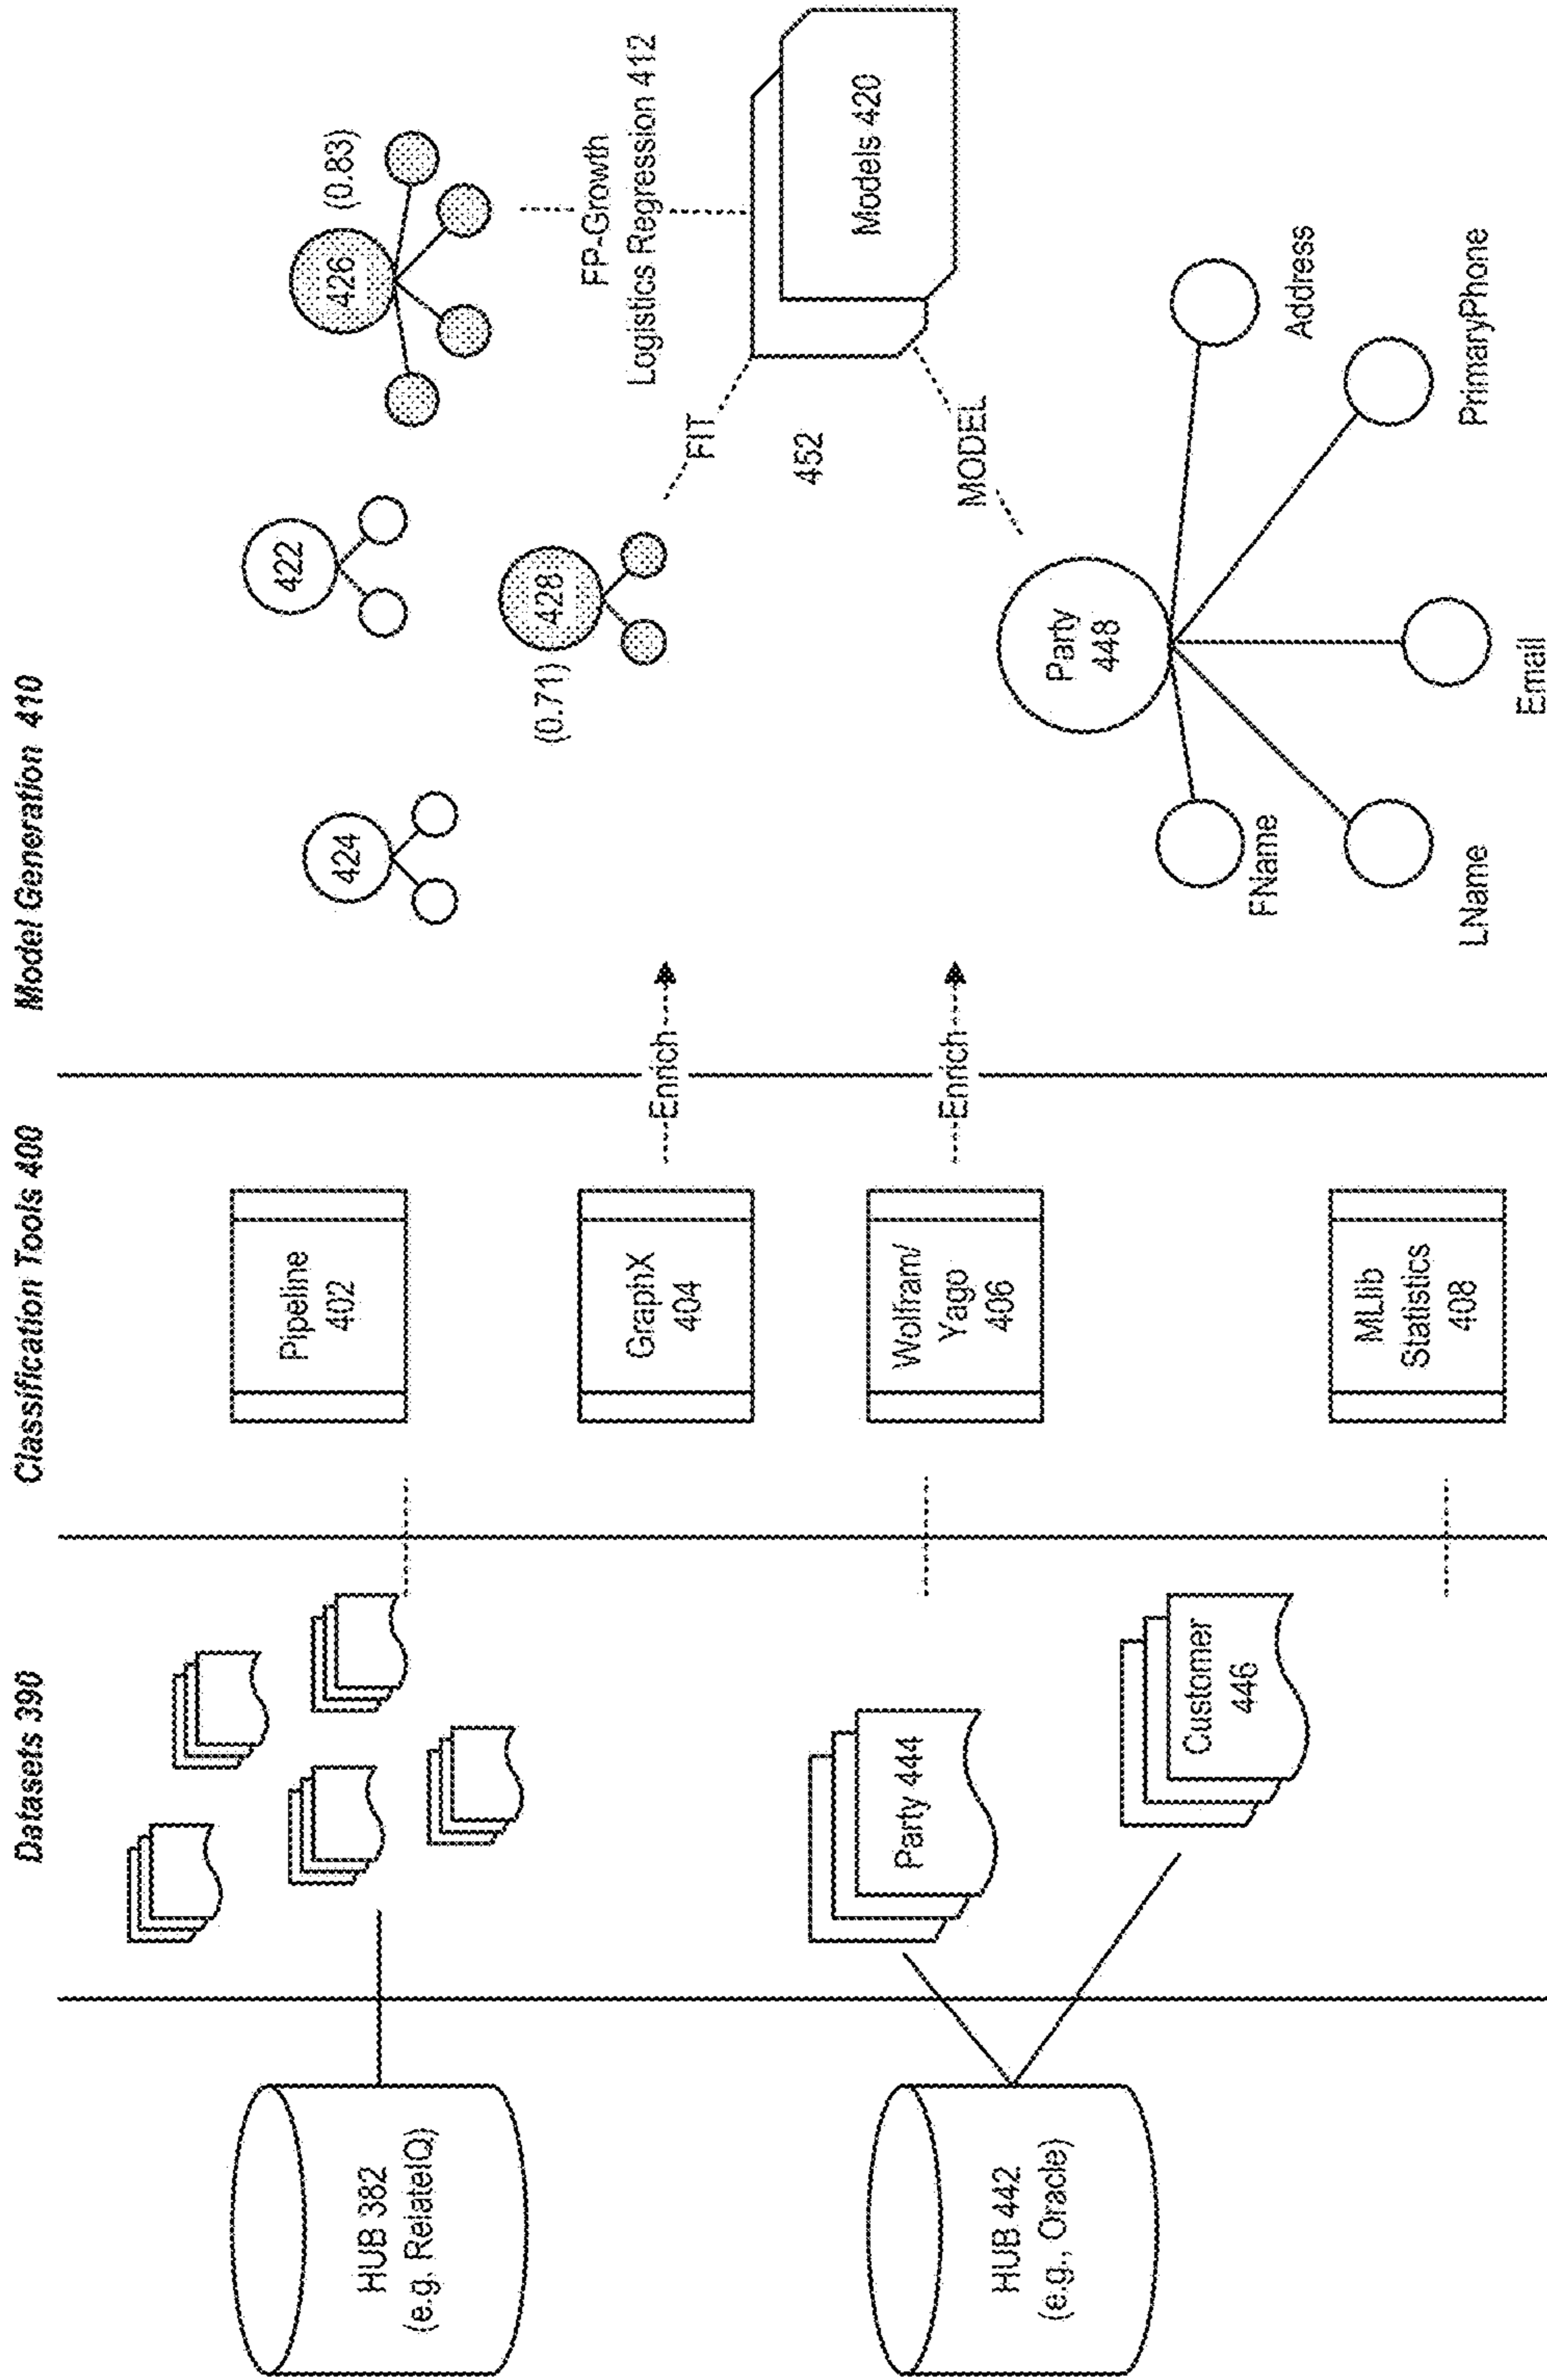 Datasets 390
Classification Tools 400
Model Generation 410
HUB 382
(e.g. RelateIQ)
HUB 442
(e.g., Oracle)
Party 444
Customer
446
Pipeline
402
GraphX
404
Wolfram/
Yago
406
MLlib
Statistics
408
Enrich
Enrich
424
422
426
(0.83)
(0.71)
428
FP-Growth
Logistics Regression 412
FIT
452
Models 420
MODEL
Party
448
FName
LName
Email
PrimaryPhone
Address